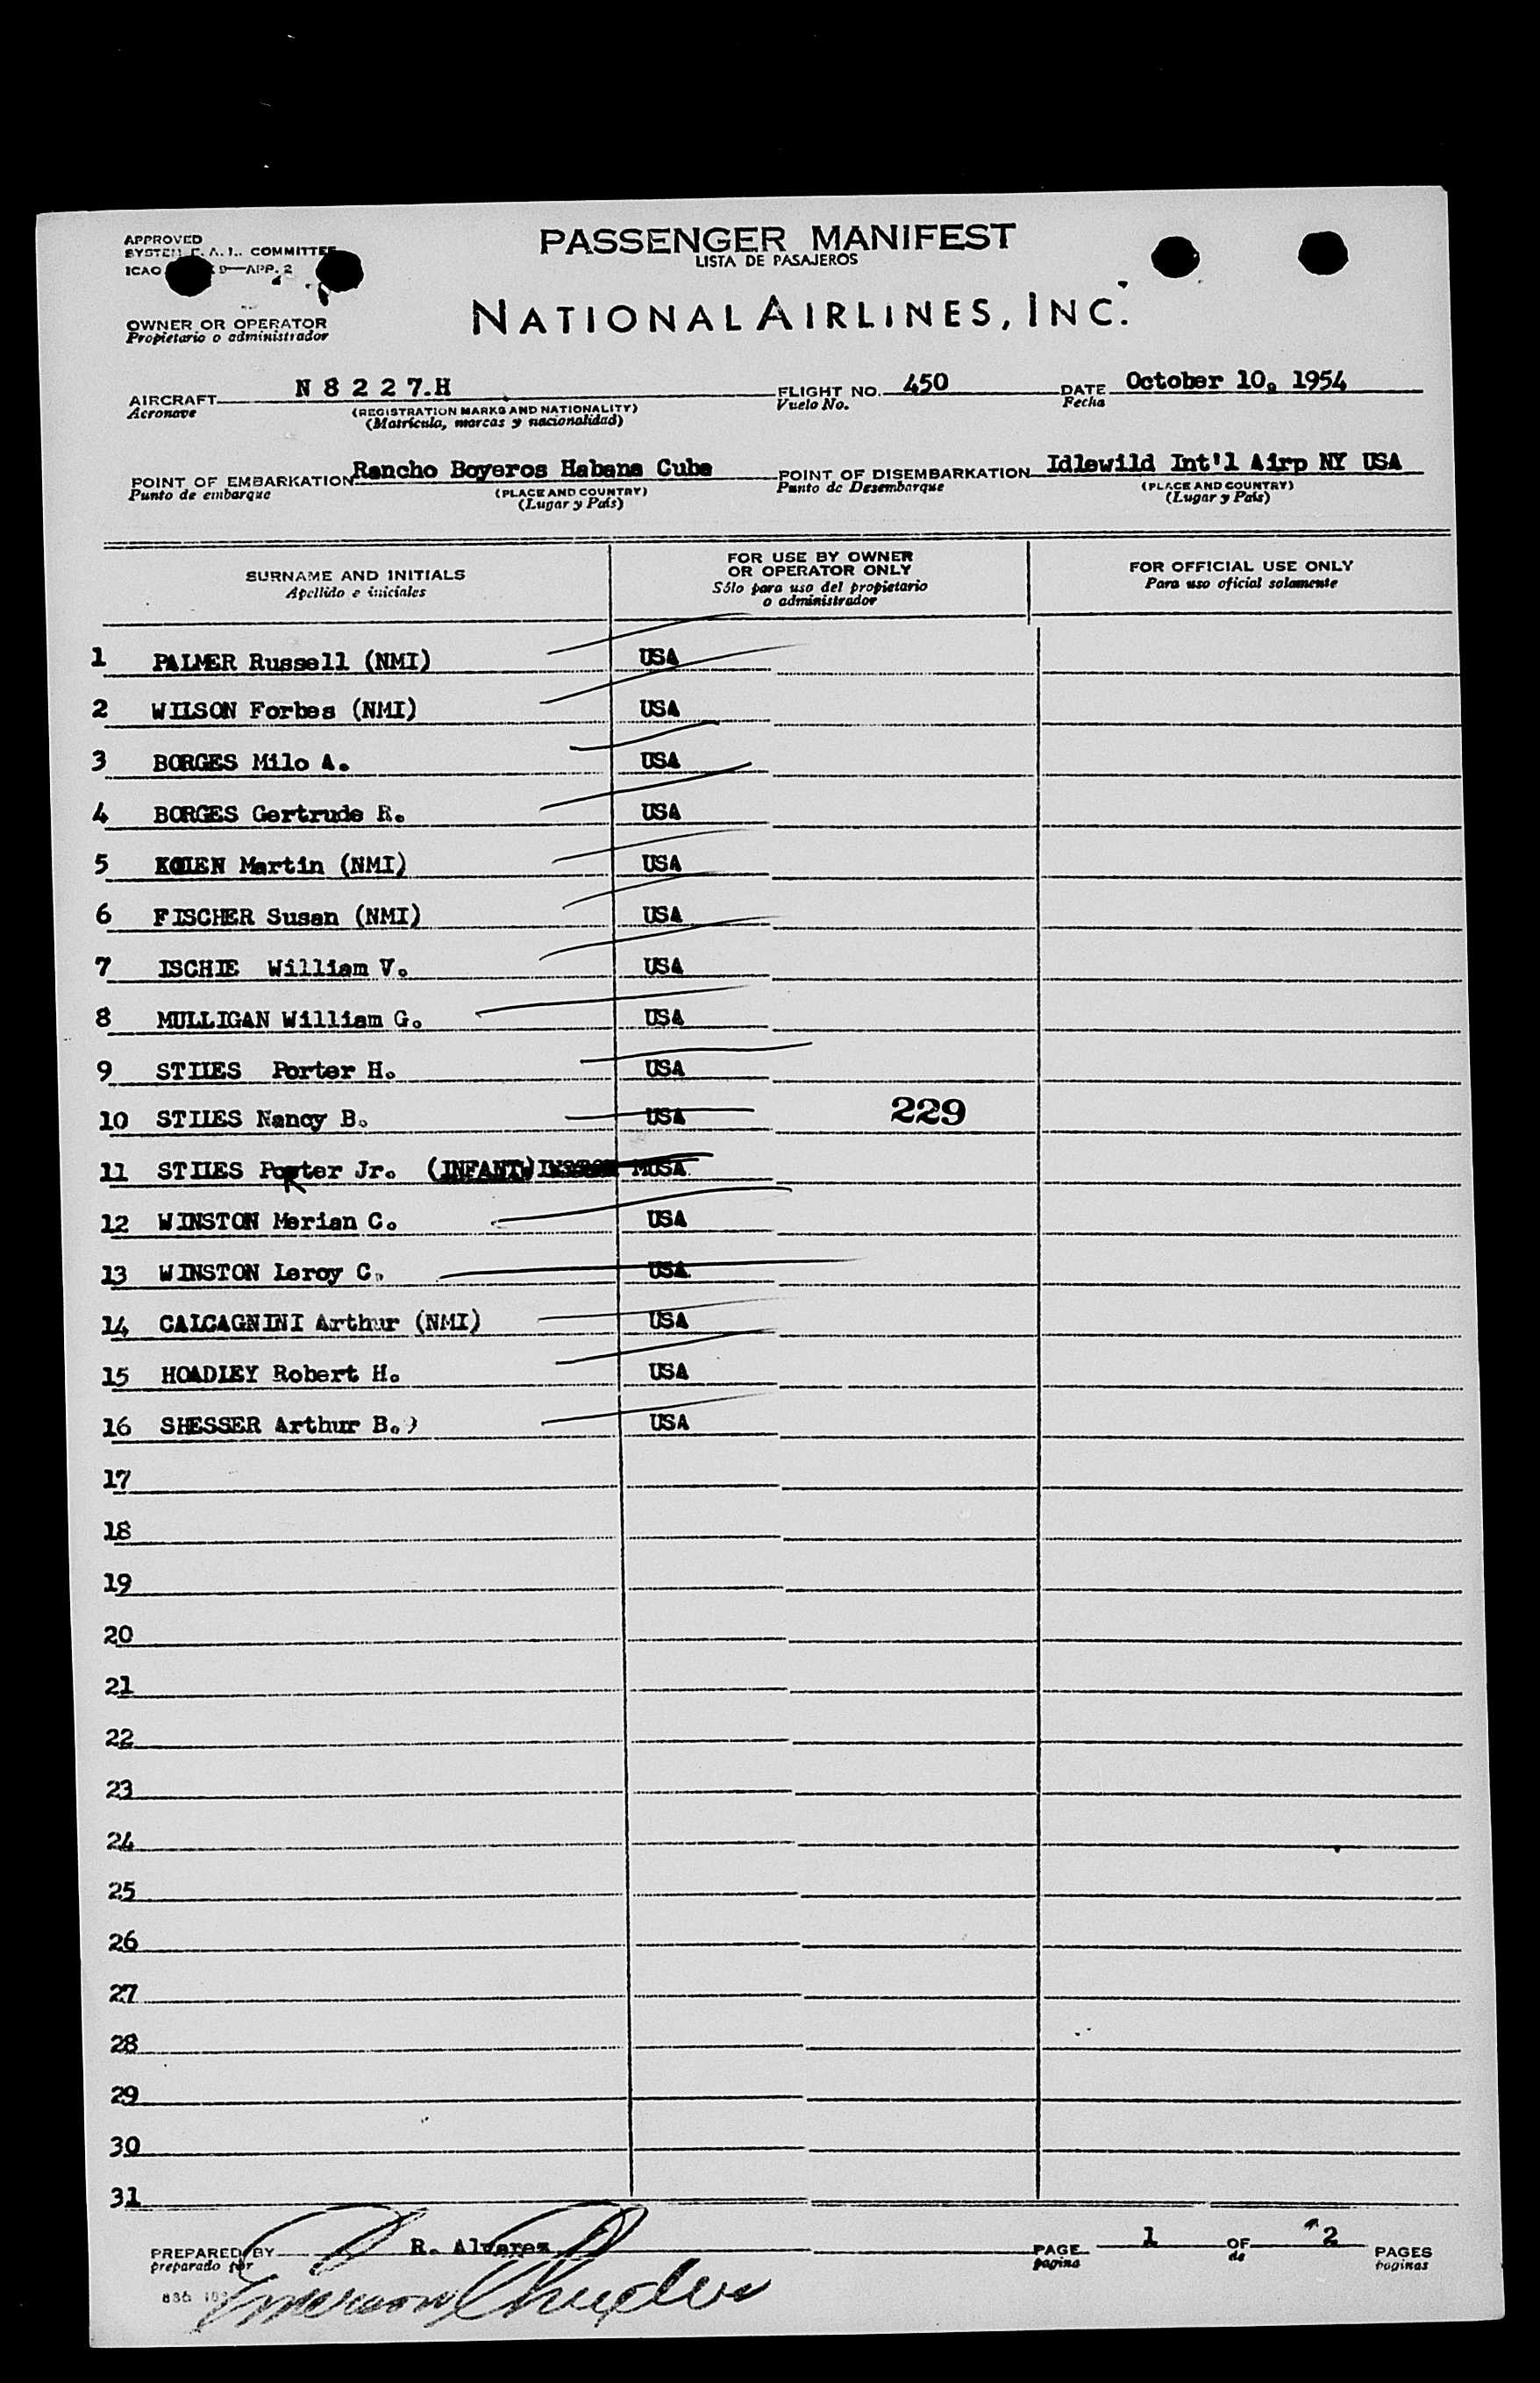 APPROVED
SYSTEM F. A. L. COMMITTEE
ICAO 9—APP. 2
PASSENGER MANIFEST
LISTA DE PASAJEROS
NATIONAL AIRLINES, INC.
OWNER OR OPERATOR
Propietario o administrador
AIRCRAFT N 8 2 2 7.H FLIGHT NO. 450 DATE October 10, 1954
Aeronave (REGISTRATION MARKS AND NATIONALITY) Vuelo No. Fecha
(Matrícula, marcas y nacionalidad)
POINT OF EMBARKATION Rancho Boyeros Habana Cuba POINT OF DISEMBARKATION Idlewild Int'l Airp NY USA
Punto de embarque (PLACE AND COUNTRY) Punto de Desembarque (PLACE AND COUNTRY)
(Lugar y País) (Lugar y País)
SURNAME AND INITIALS
Apellido e iniciales
FOR USE BY OWNER
OR OPERATOR ONLY
Sólo para uso del propietario
o administrador
FOR OFFICIAL USE ONLY
Para uso oficial solamente
1 PALMER Russell (NMI) USA
2 WILSON Forbes (NMI) USA
3 BORGES Milo A. USA
4 BORGES Gertrude R. USA
5 Martin (NMI) USA
6 FISCHER Susan (NMI) USA
7 ISCHIE William V. USA
8 MULLIGAN William G. USA
9 STILES Porter H. USA
10 STILES Nancy B. USA 229
11 STILES Porter Jr. (INFANT) USA
12 WINSTON Merian C. USA
13 WINSTON Leroy C. USA
14 CALCAGNINI Arthur (NMI) USA
15 HOADLEY Robert H. USA
16 SHESSER Arthur B. USA
17
18
19
20
21
22
23
24
25
26
27
28
29
30
31
PREPARED BY R. Alvarez PAGE 1 OF 2 PAGES
preparado por pagina de paginas